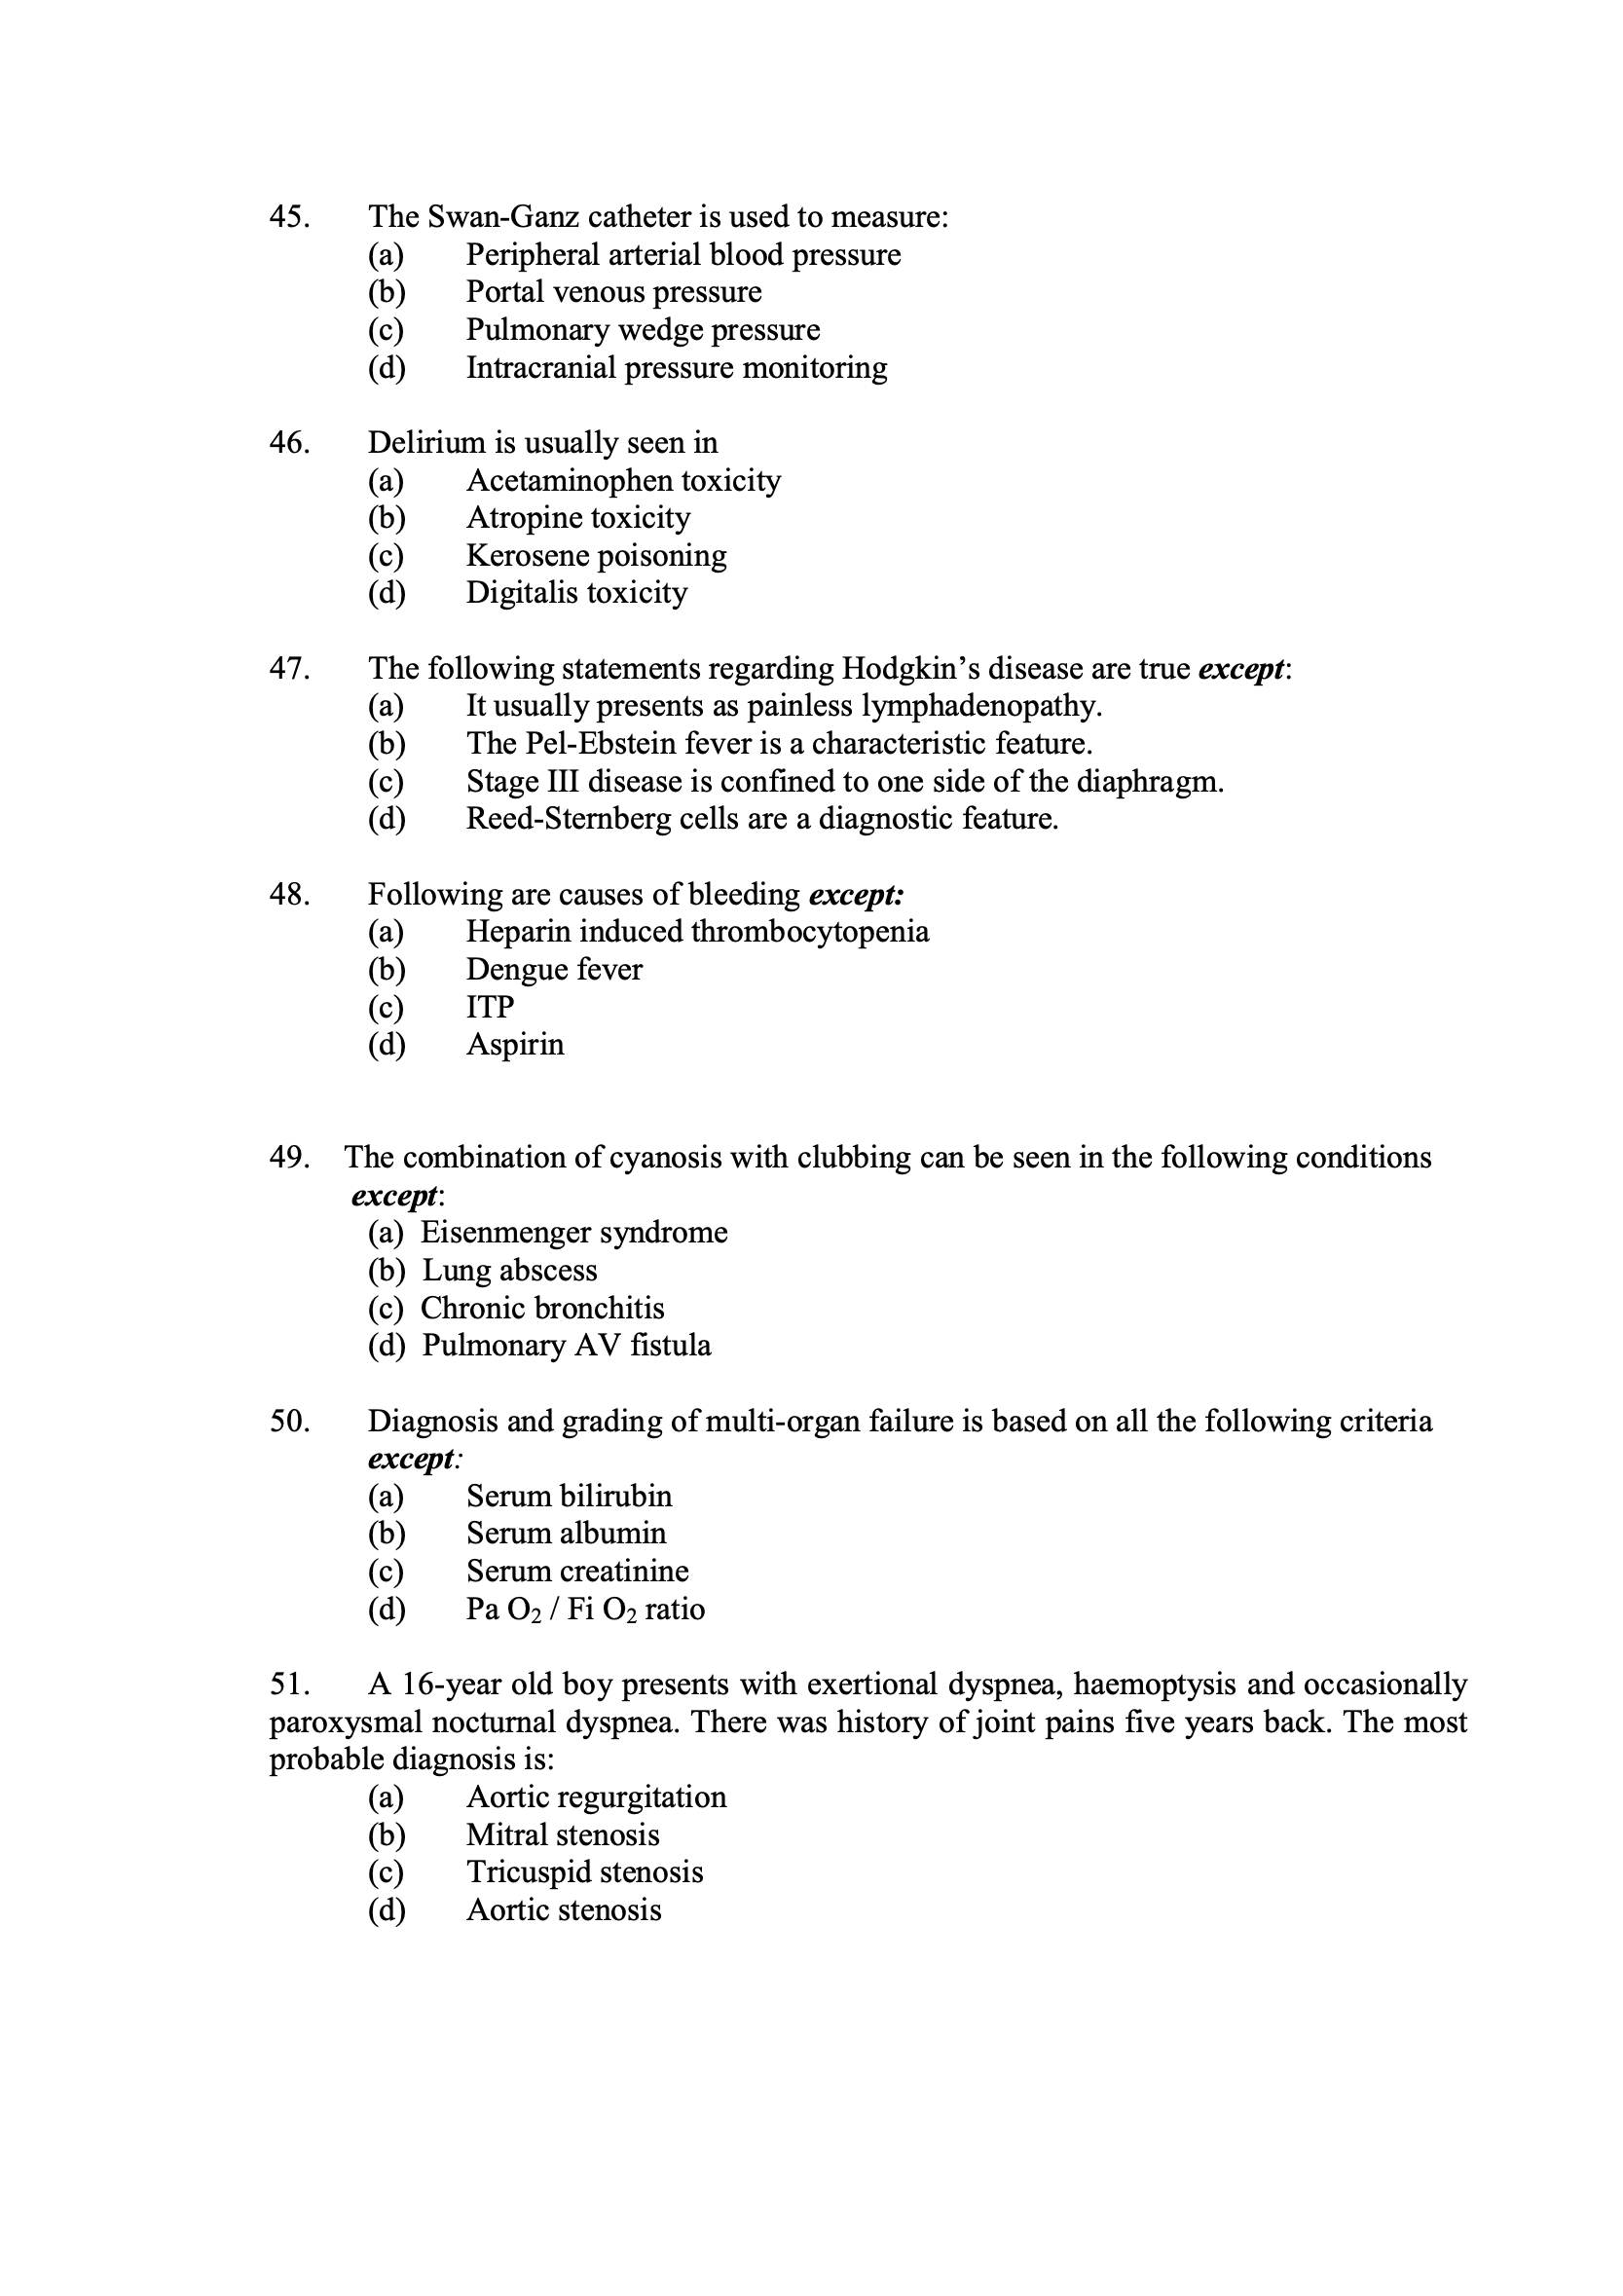 45. The Swan-Ganz catheter is used to measure:
(a) Peripheral arterial blood pressure
(b) Portal venous pressure
(c) Pulmonary wedge pressure
(d) Intracranial pressure monitoring
46. Delirium is usually seen in
(a) Acetaminophen toxicity
(b) Atropine toxicity
(c) Kerosene poisoning
(d) Digitalis toxicity
47. The following statements regarding Hodgkin’s disease are true except:
(a) It usually presents as painless lymphadenopathy.
(b) The Pel-Ebstein fever is a characteristic feature.
(c) Stage III disease is confined to one side of the diaphragm.
(d) Reed-Sternberg cells are a diagnostic feature.
48. Following are causes of bleeding except:
(a) Heparin induced thrombocytopenia
(b) Dengue fever
(c) ITP
(d) Aspirin
49. The combination of cyanosis with clubbing can be seen in the following conditions
except:
(a) Eisenmenger syndrome
(b) Lung abscess
(c) Chronic bronchitis
(d) Pulmonary AV fistula
50. Diagnosis and grading of multi-organ failure is based on all the following criteria
except:
(a) Serum bilirubin
(b) Serum albumin
(c) Serum creatinine
(d) Pa O₂ / Fi O₂ ratio
51. A 16-year old boy presents with exertional dyspnea, haemoptysis and occasionally
paroxysmal nocturnal dyspnea. There was history of joint pains five years back. The most
probable diagnosis is:
(a) Aortic regurgitation
(b) Mitral stenosis
(c) Tricuspid stenosis
(d) Aortic stenosis